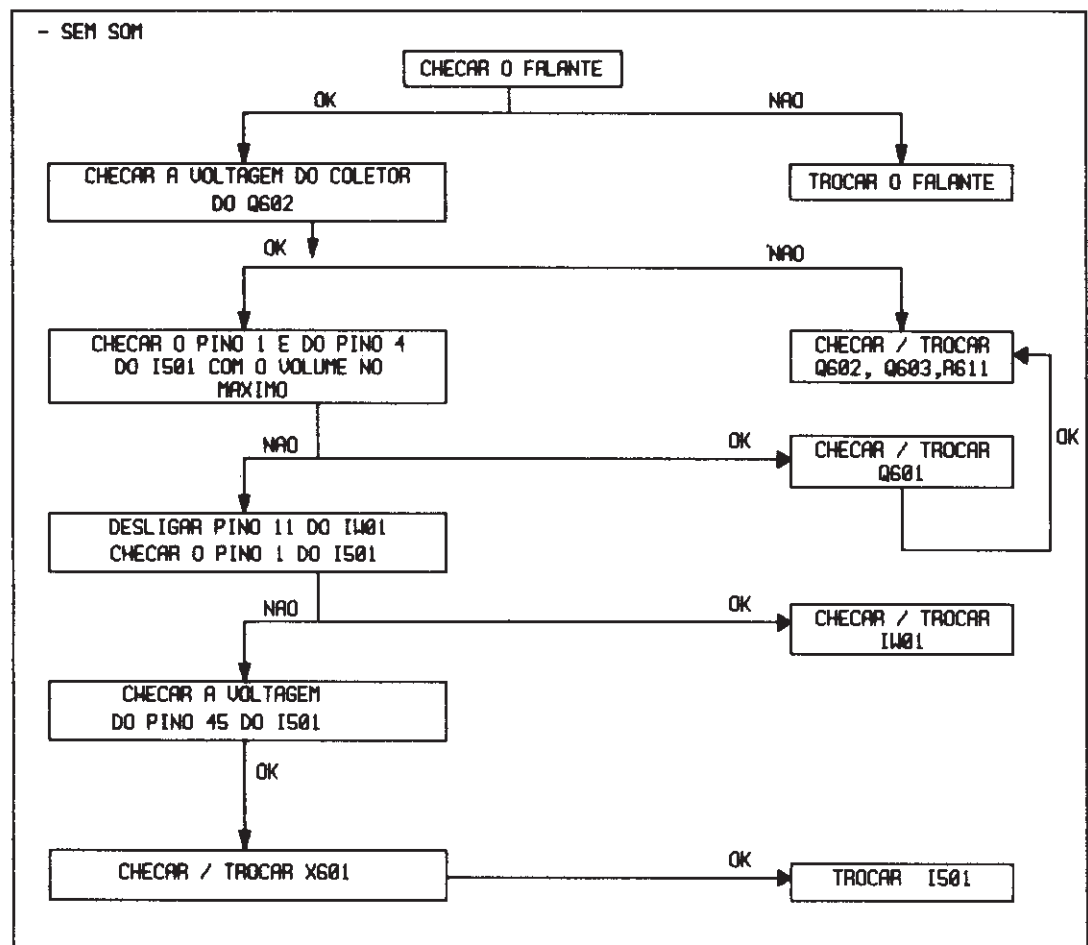 - SEM SOM
CHECAR O FALANTE
OK
NAO
CHECAR A VOLTAGEM DO COLETOR
DO Q602
TROCAR O FALANTE
OK
NAO
CHECAR O PINO 1 E DO PINO 4
DO I501 COM O VOLUME NO
MAXIMO
CHECAR / TROCAR
Q602, Q603,R611
OK
NAO
OK
CHECAR / TROCAR
Q601
DESLIGAR PINO 11 DO IW01
CHECAR O PINO 1 DO I501
NAO
OK
CHECAR / TROCAR
IW01
CHECAR A VOLTAGEM
DO PINO 45 DO I501
OK
CHECAR / TROCAR X601
OK
TROCAR I501